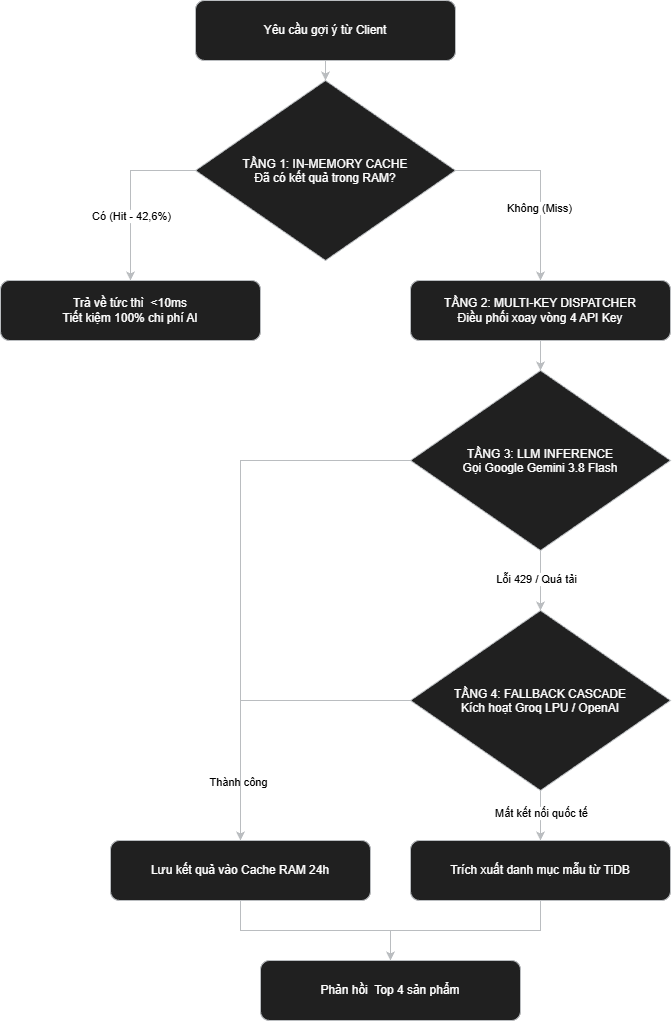 Yêu cầu gợi ý từ Client
TẦNG 1: IN-MEMORY CACHE
Đã có kết quả trong RAM?
Có (Hit - 42,6%)
Không (Miss)
Trả về tức thì <10ms
Tiết kiệm 100% chi phí AI
TẦNG 2: MULTI-KEY DISPATCHER
Điều phối xoay vòng 4 API Key
TẦNG 3: LLM INFERENCE
Gọi Google Gemini 3.8 Flash
Lỗi 429 / Quá tải
TẦNG 4: FALLBACK CASCADE
Kích hoạt Groq LPU / OpenAI
Thành công
Mất kết nối quốc tế
Lưu kết quả vào Cache RAM 24h
Trích xuất danh mục mẫu từ TiDB
Phản hồi Top 4 sản phẩm